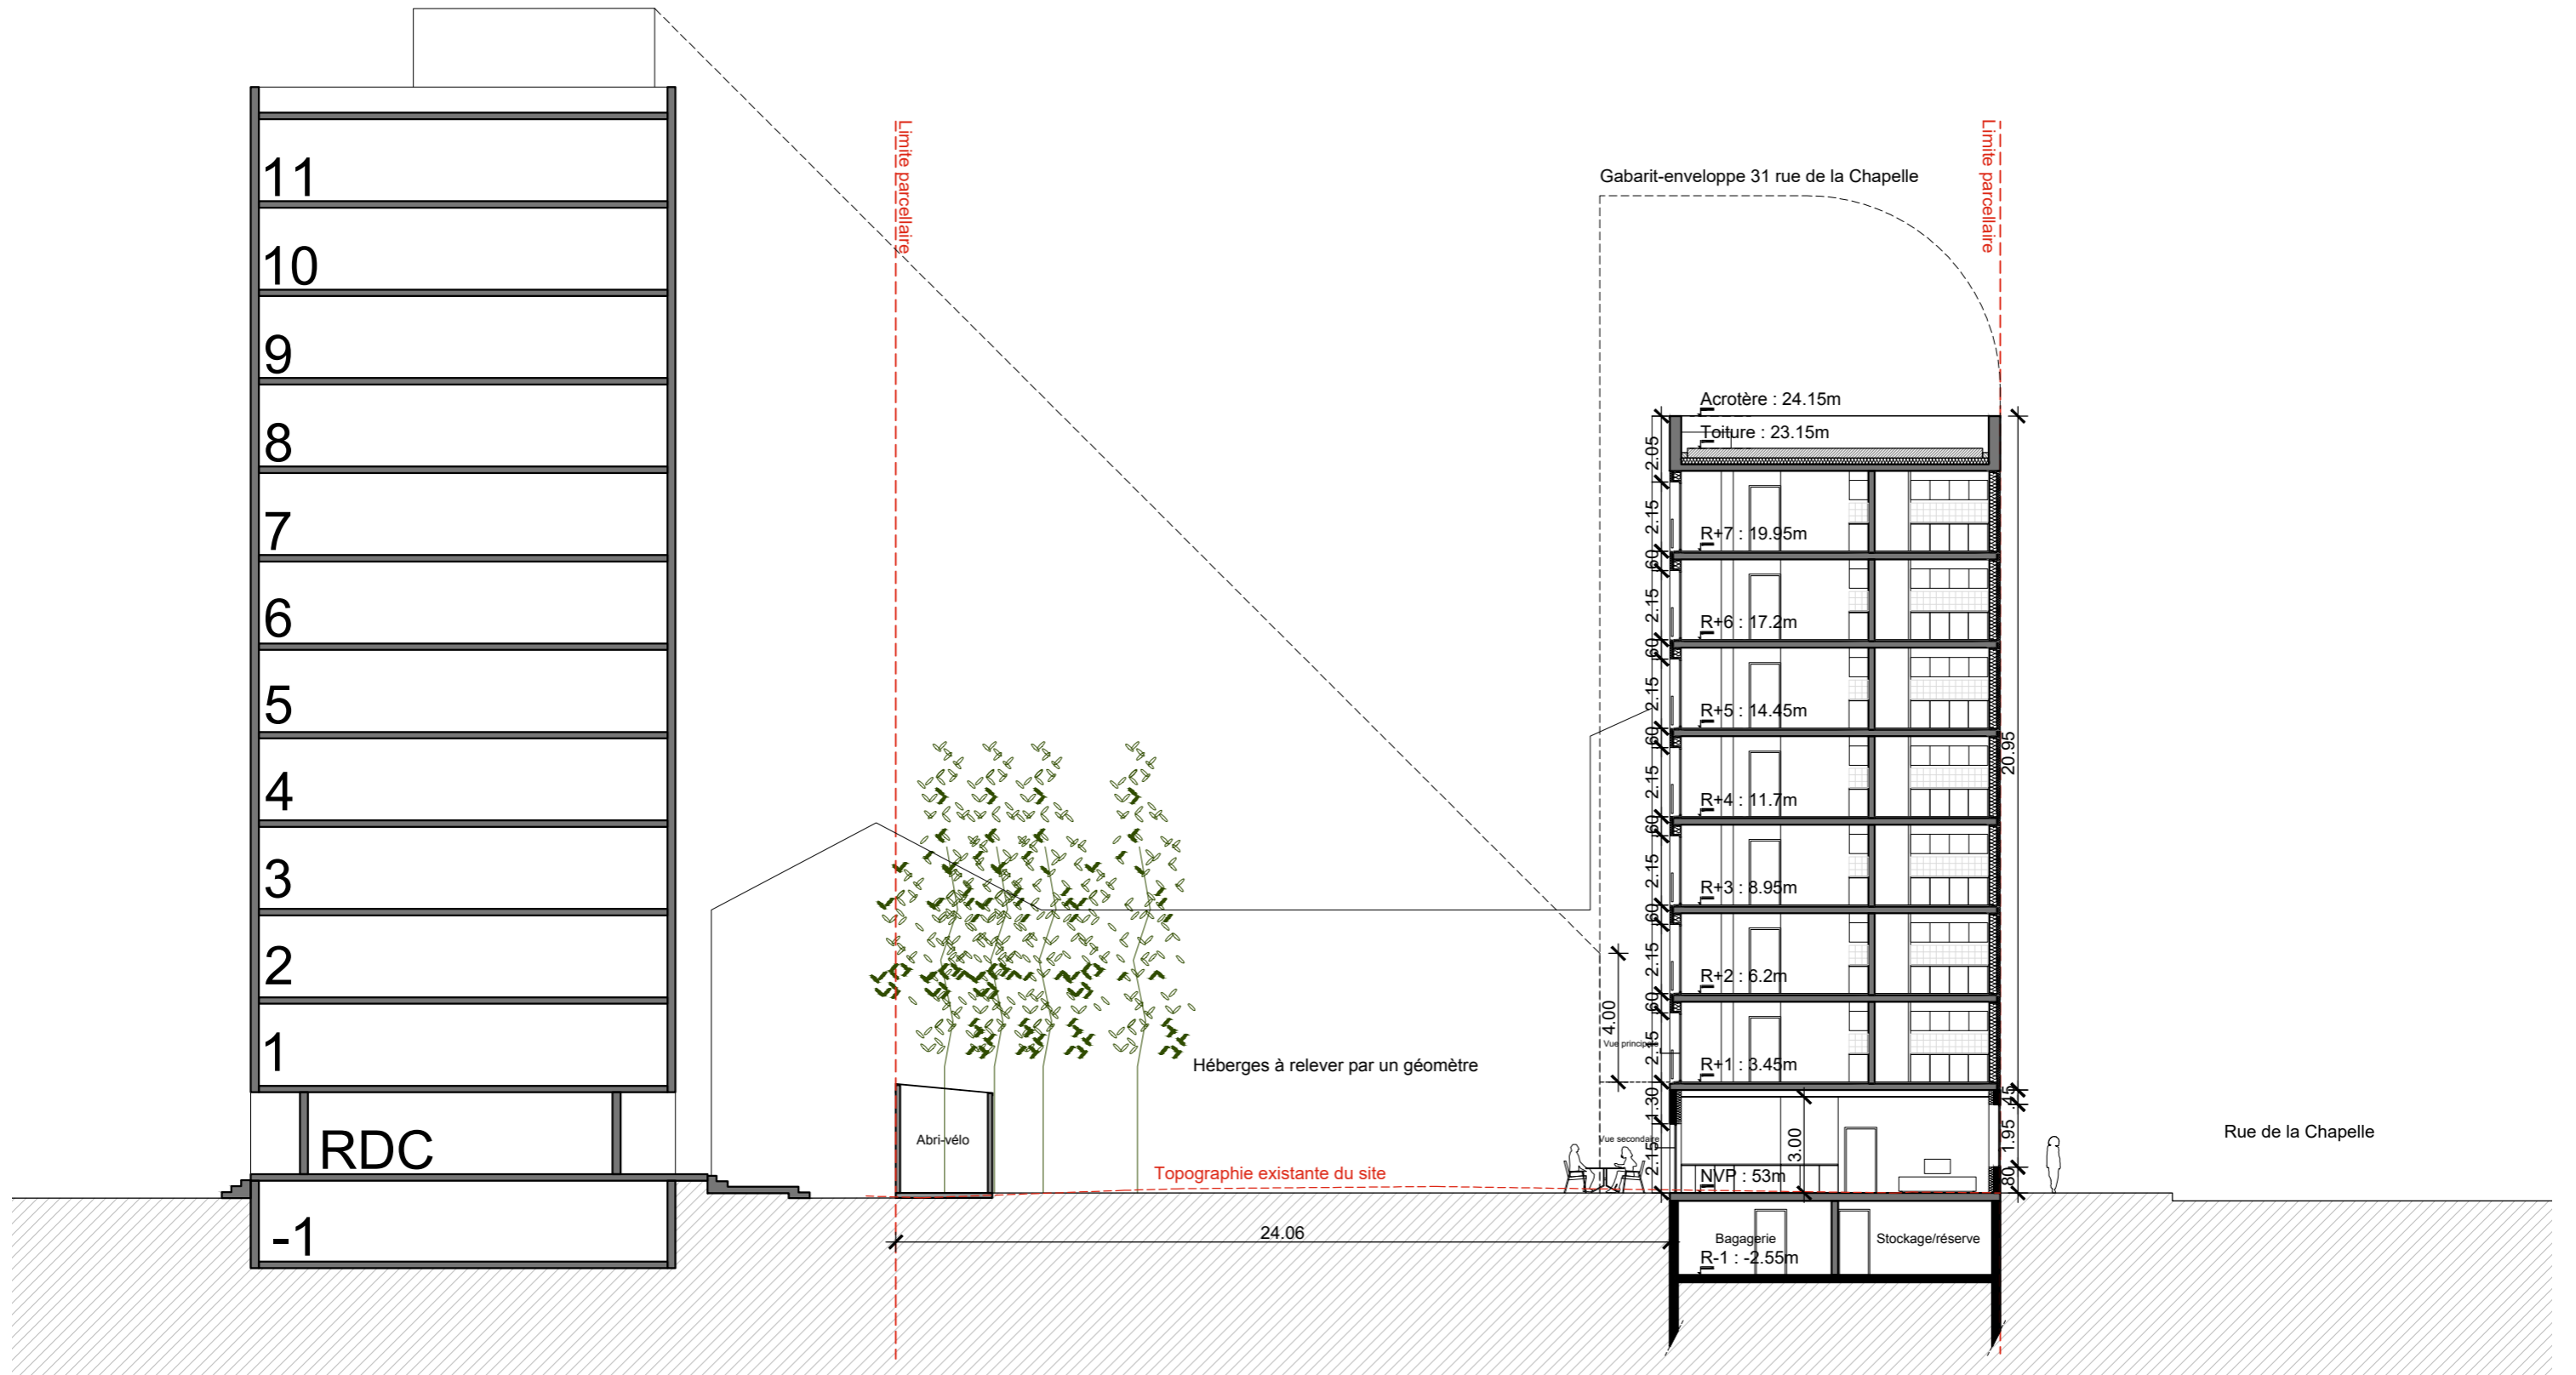 11
10
9
8
7
6
5
4
3
2
1
RDC
-1
Limite parcellaire
Abri-vélo
Topographie existante du site
24.06
Héberges à relever par un géomètre
Gabarit-enveloppe 31 rue de la Chapelle
Limite parcellaire
Acrotère : 24.15m
Toiture : 23.15m
R+7 : 19.95m
R+6 : 17.2m
R+5 : 14.45m
R+4 : 11.7m
R+3 : 8.95m
R+2 : 6.2m
R+1 : 3.45m
NVP : 53m
Bagagerie
Stockage/réserve
R-1 : -2.55m
2.05
2.15
60
2.15
60
2.15
60
2.15
60
2.15
60
2.15
60
2.15
1.30
2.15
4.00
Vue principale
Vue secondaire
3.00
20.95
.45
1.95
80
Rue de la Chapelle